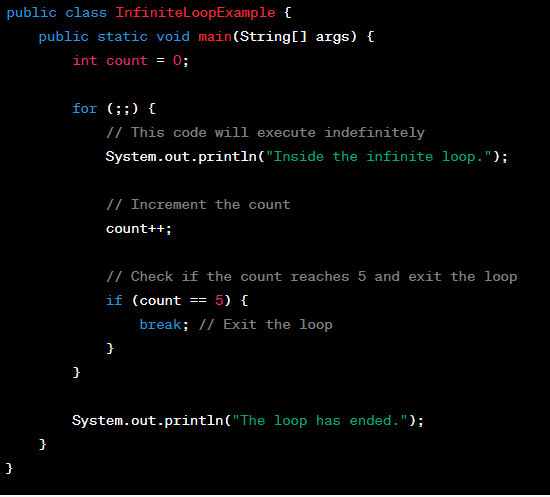 public class InfiniteLoopExample {
    public static void main(String[] args) {
        int count = 0;

        for (;;) {
            // This code will execute indefinitely
            System.out.println("Inside the infinite loop.");

            // Increment the count
            count++;

            // Check if the count reaches 5 and exit the loop
            if (count == 5) {
                break; // Exit the loop
            }
        }

        System.out.println("The loop has ended.");
    }
}